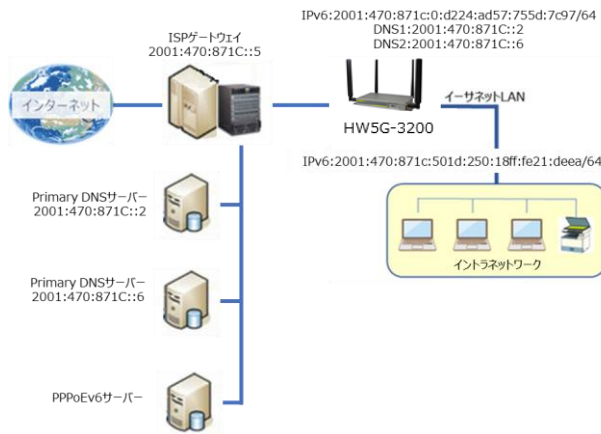 ISPゲートウェイ
2001:470:871C::5
IPv6:2001:470:871c:0:d224:ad57:755d:7c97/64
DNS1:2001:470:871C::2
DNS2:2001:470:871C::6
インターネット
イーサネットLAN
HW5G-3200
IPv6:2001:470:871c:501d:250:18ff:fe21:deea/64
Primary DNSサーバー
2001:470:871C::2
イントラネットワーク
Primary DNSサーバー
2001:470:871C::6
PPPoEv6サーバー